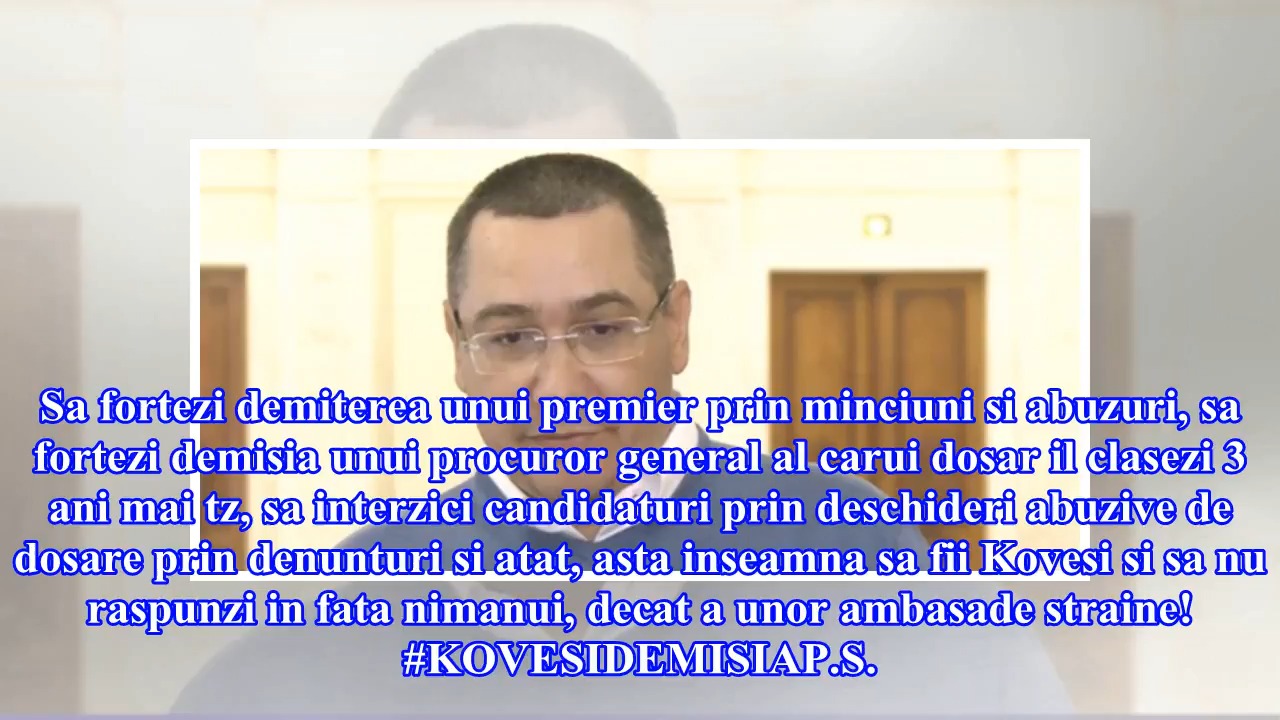 Sa fortezi demiterea unui premier prin minciuni si abuzuri, sa
fortezi demisia unui procuror general al carui dosar il clasezi 3
ani mai tz, sa interzici candidaturi prin deschideri abuzive de
dosare prin denunturi si atat, asta inseamna sa fii Kovesi si sa nu
raspunzi in fata nimanui, decat a unor ambasade straine!
#KOVESIDEMISIAP.S.